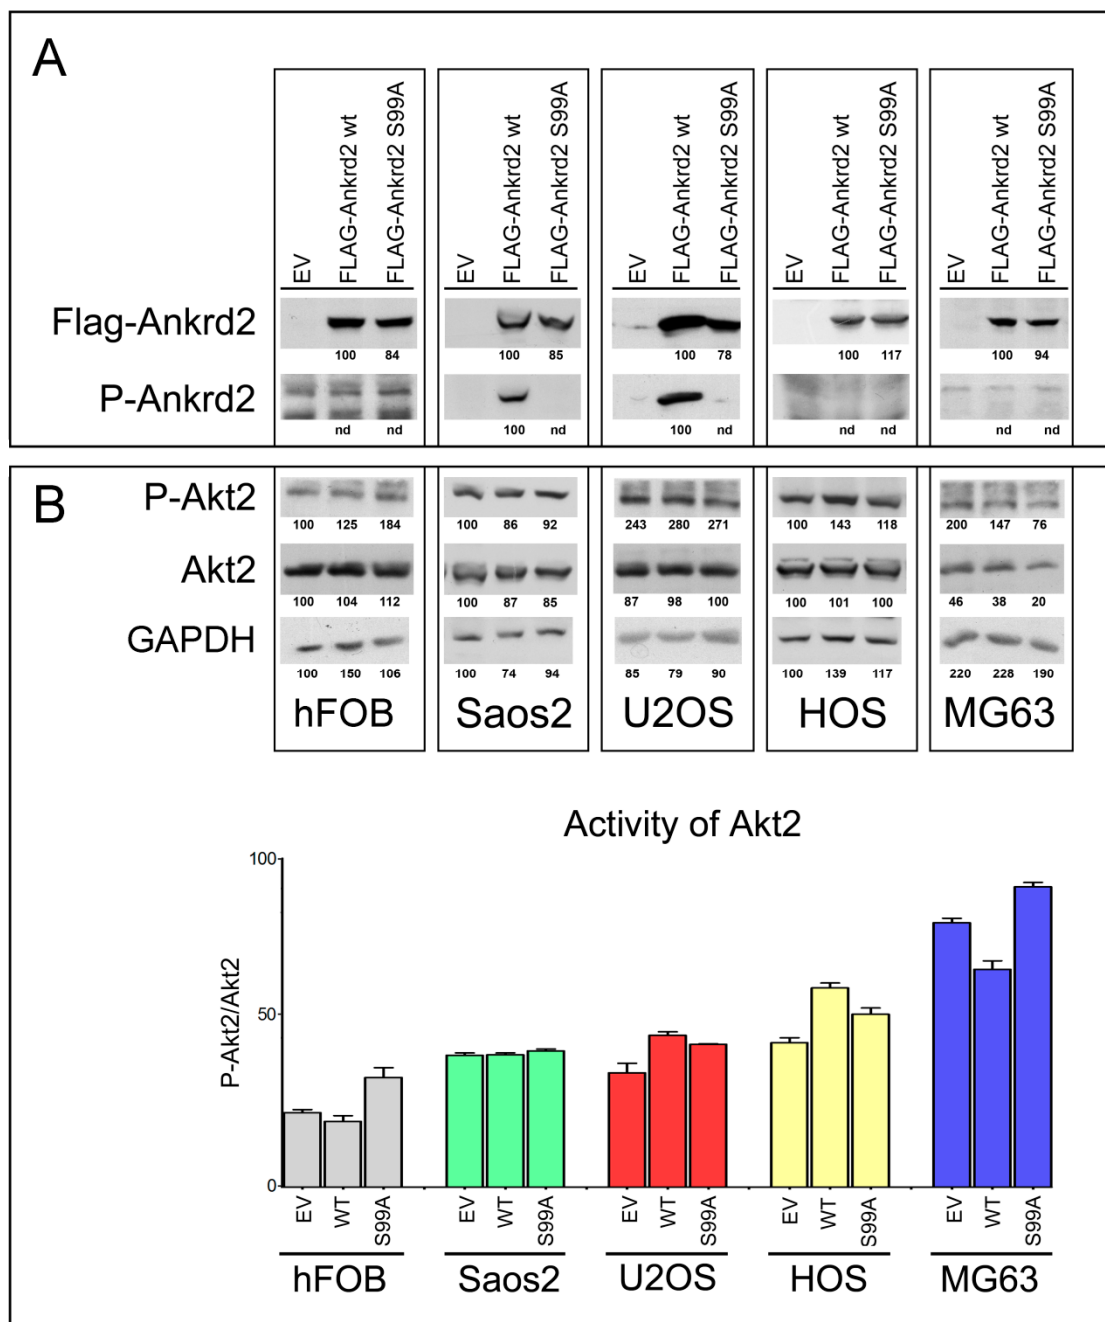 A
EV FLAG-Ankrd2 wt FLAG-Ankrd2 S99A EV FLAG-Ankrd2 wt FLAG-Ankrd2 S99A EV FLAG-Ankrd2 wt FLAG-Ankrd2 S99A EV FLAG-Ankrd2 wt FLAG-Ankrd2 S99A EV FLAG-Ankrd2 wt FLAG-Ankrd2 S99A
Flag-Ankrd2
100 84 100 85 100 78 100 117 100 94
P-Ankrd2
nd nd 100 nd 100 nd nd nd nd nd
B
P-Akt2
100 125 184 100 86 92 243 280 271 100 143 118 200 147 76
Akt2
100 104 112 100 87 85 87 98 100 100 101 100 46 38 20
GAPDH
100 150 106 100 74 94 85 79 90 100 139 117 220 228 190
hFOB Saos2 U2OS HOS MG63
Activity of Akt2
P-Akt2/Akt2
100
50
0
EV WT S99A EV WT S99A EV WT S99A EV WT S99A EV WT S99A
hFOB Saos2 U2OS HOS MG63